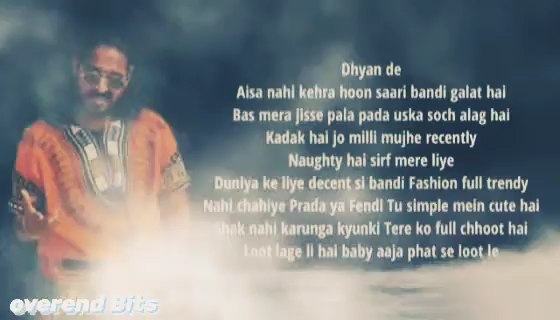 Dhyan de
Aisa nahi kehra hoon saari bandi galat hai
Bas mera jisse pala pada uska soch alag hai
Kadak hai jo milli mujhe recently
Naughty hai sirf mere liye
Duniya ke liye decent si bandi Fashion full trendy
Nahi chahiye Prada ya Fendi Tu simple mein cute hai
shak nahi karunga kyunki Tere ko full chhoot hai
Loot lage li hai baby aaja phat se loot le
overend Bits